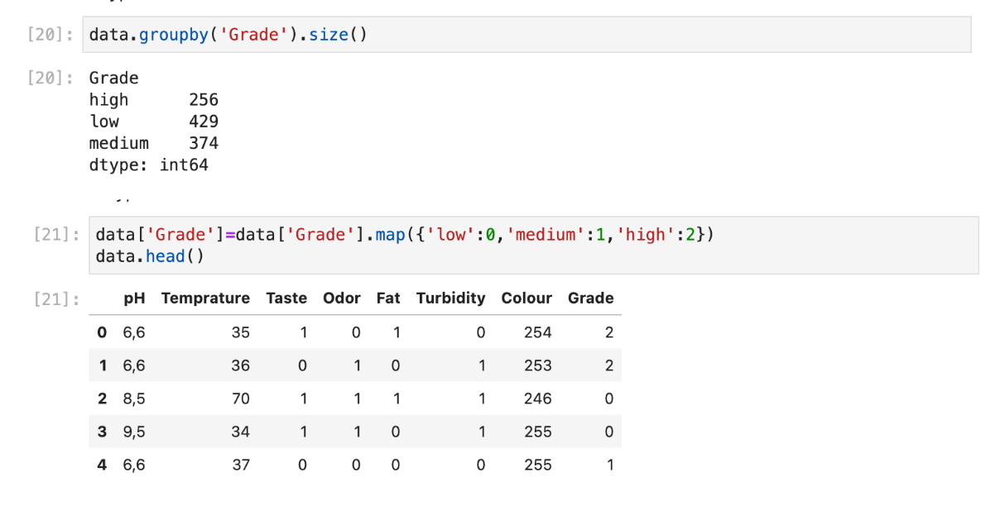 [20]: data.groupby('Grade').size()
[20]: Grade
high 256
low 429
medium 374
dtype: int64
[21]: data['Grade']=data['Grade'].map({'low':0,'medium':1,'high':2})
data.head()
[21]: pH Temprature Taste Odor Fat Turbidity Colour Grade
0 6,6 35 1 0 1 0 254 2
1 6,6 36 0 1 0 1 253 2
2 8,5 70 1 1 1 1 246 0
3 9,5 34 1 1 0 1 255 0
4 6,6 37 0 0 0 0 255 1